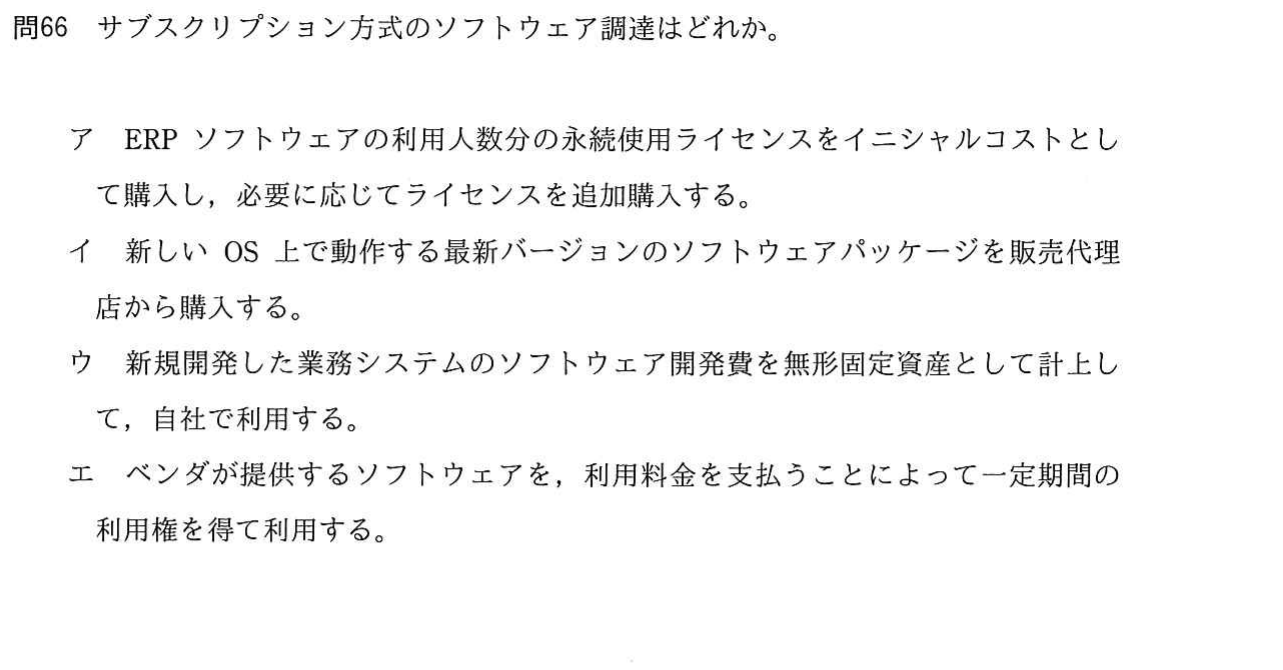 問66 サブスクリプション方式のソフトウェア調達はどれか。
ア ERP ソフトウェアの利用人数分の永続使用ライセンスをイニシャルコストとし
て購入し，必要に応じてライセンスを追加購入する。
イ 新しい OS 上で動作する最新バージョンのソフトウェアパッケージを販売代理
店から購入する。
ウ 新規開発した業務システムのソフトウェア開発費を無形固定資産として計上し
て，自社で利用する。
エ ベンダが提供するソフトウェアを，利用料金を支払うことによって一定期間の
利用権を得て利用する。